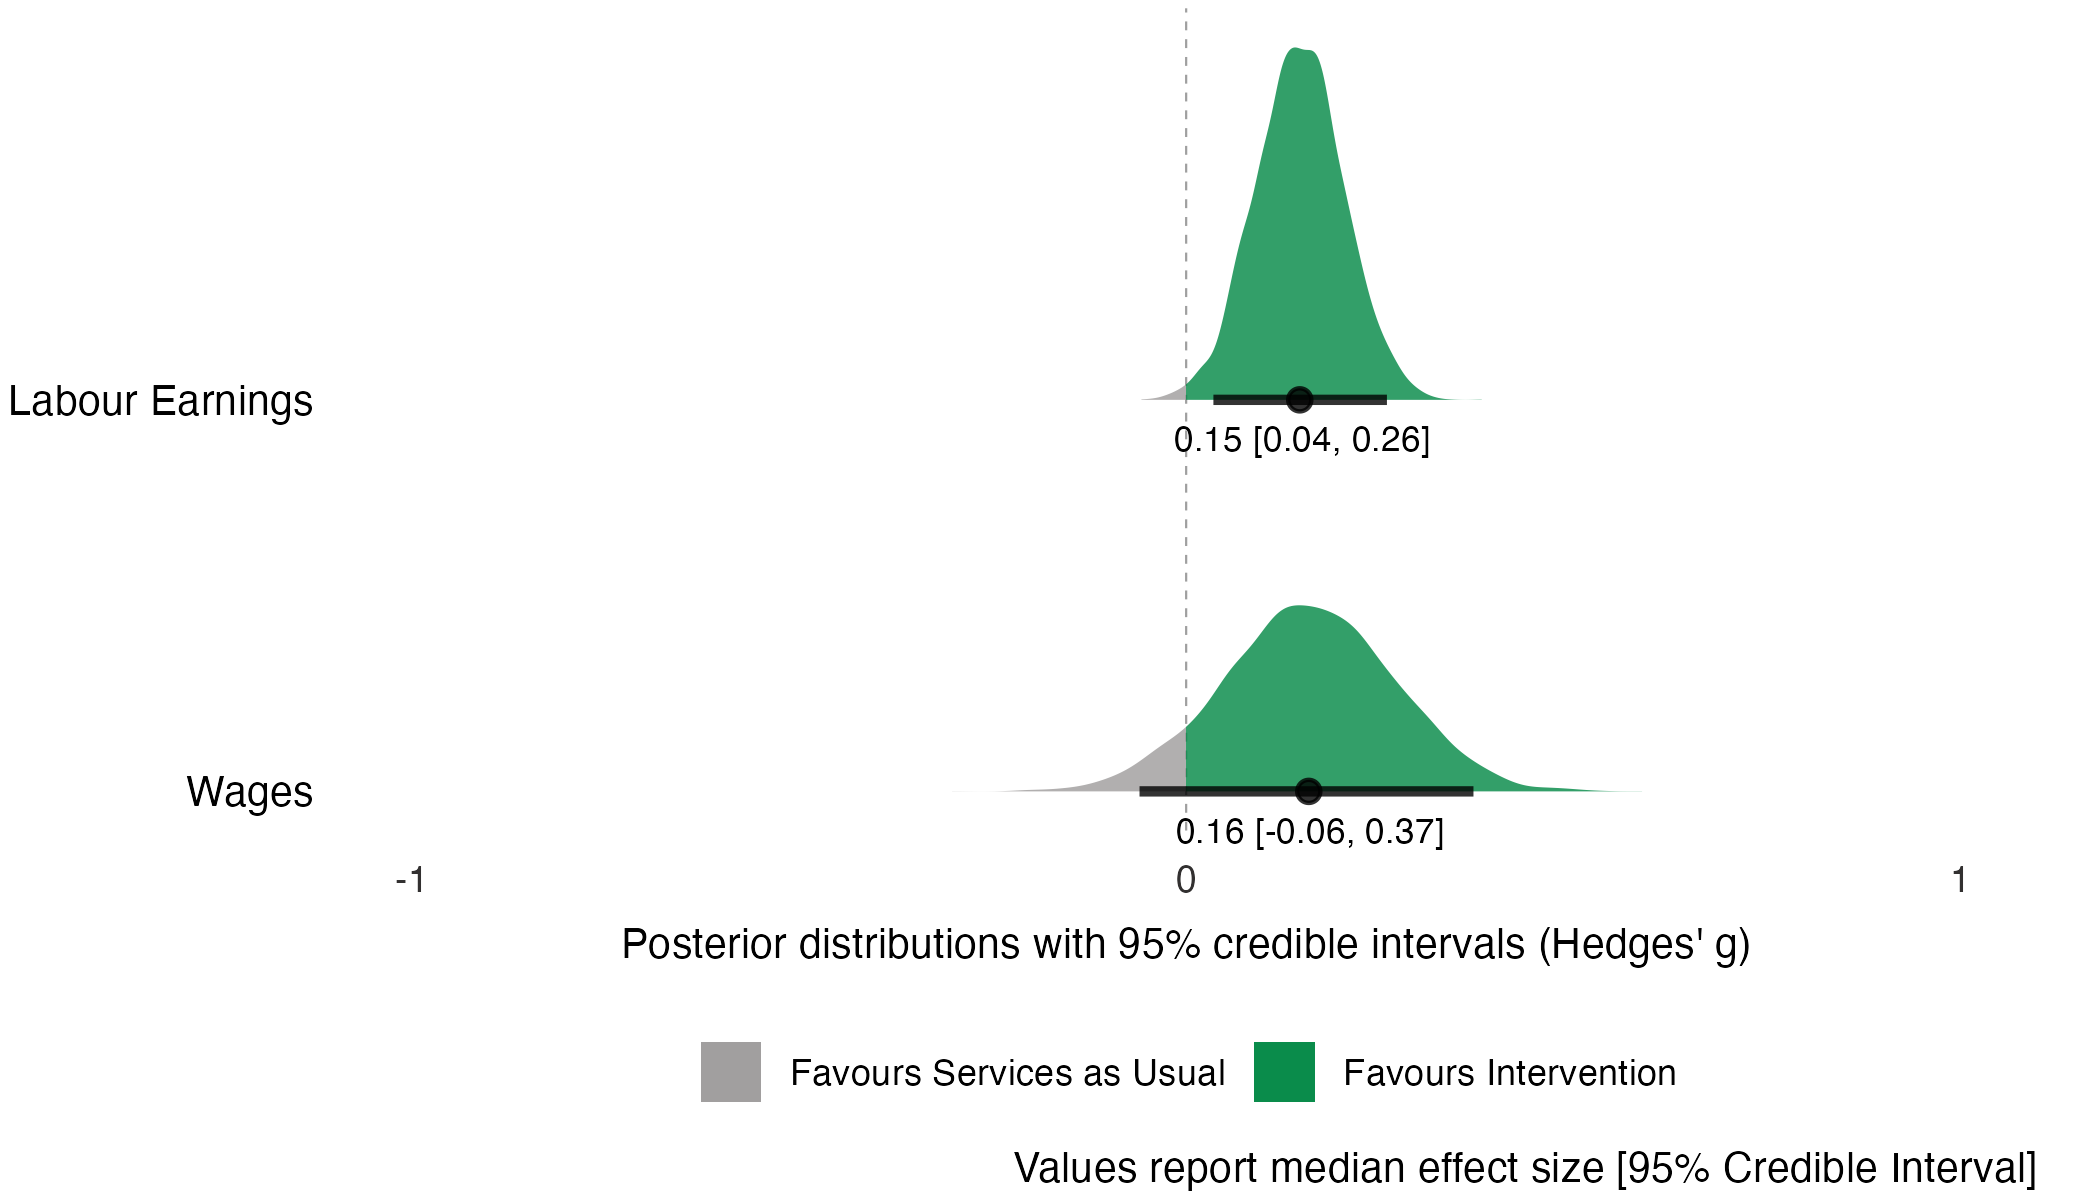 Labour Earnings
0.15 [0.04, 0.26]
Wages
0.16 [-0.06, 0.37]
-1 0 1
Posterior distributions with 95% credible intervals (Hedges' g)
Favours Services as Usual Favours Intervention
Values report median effect size [95% Credible Interval]